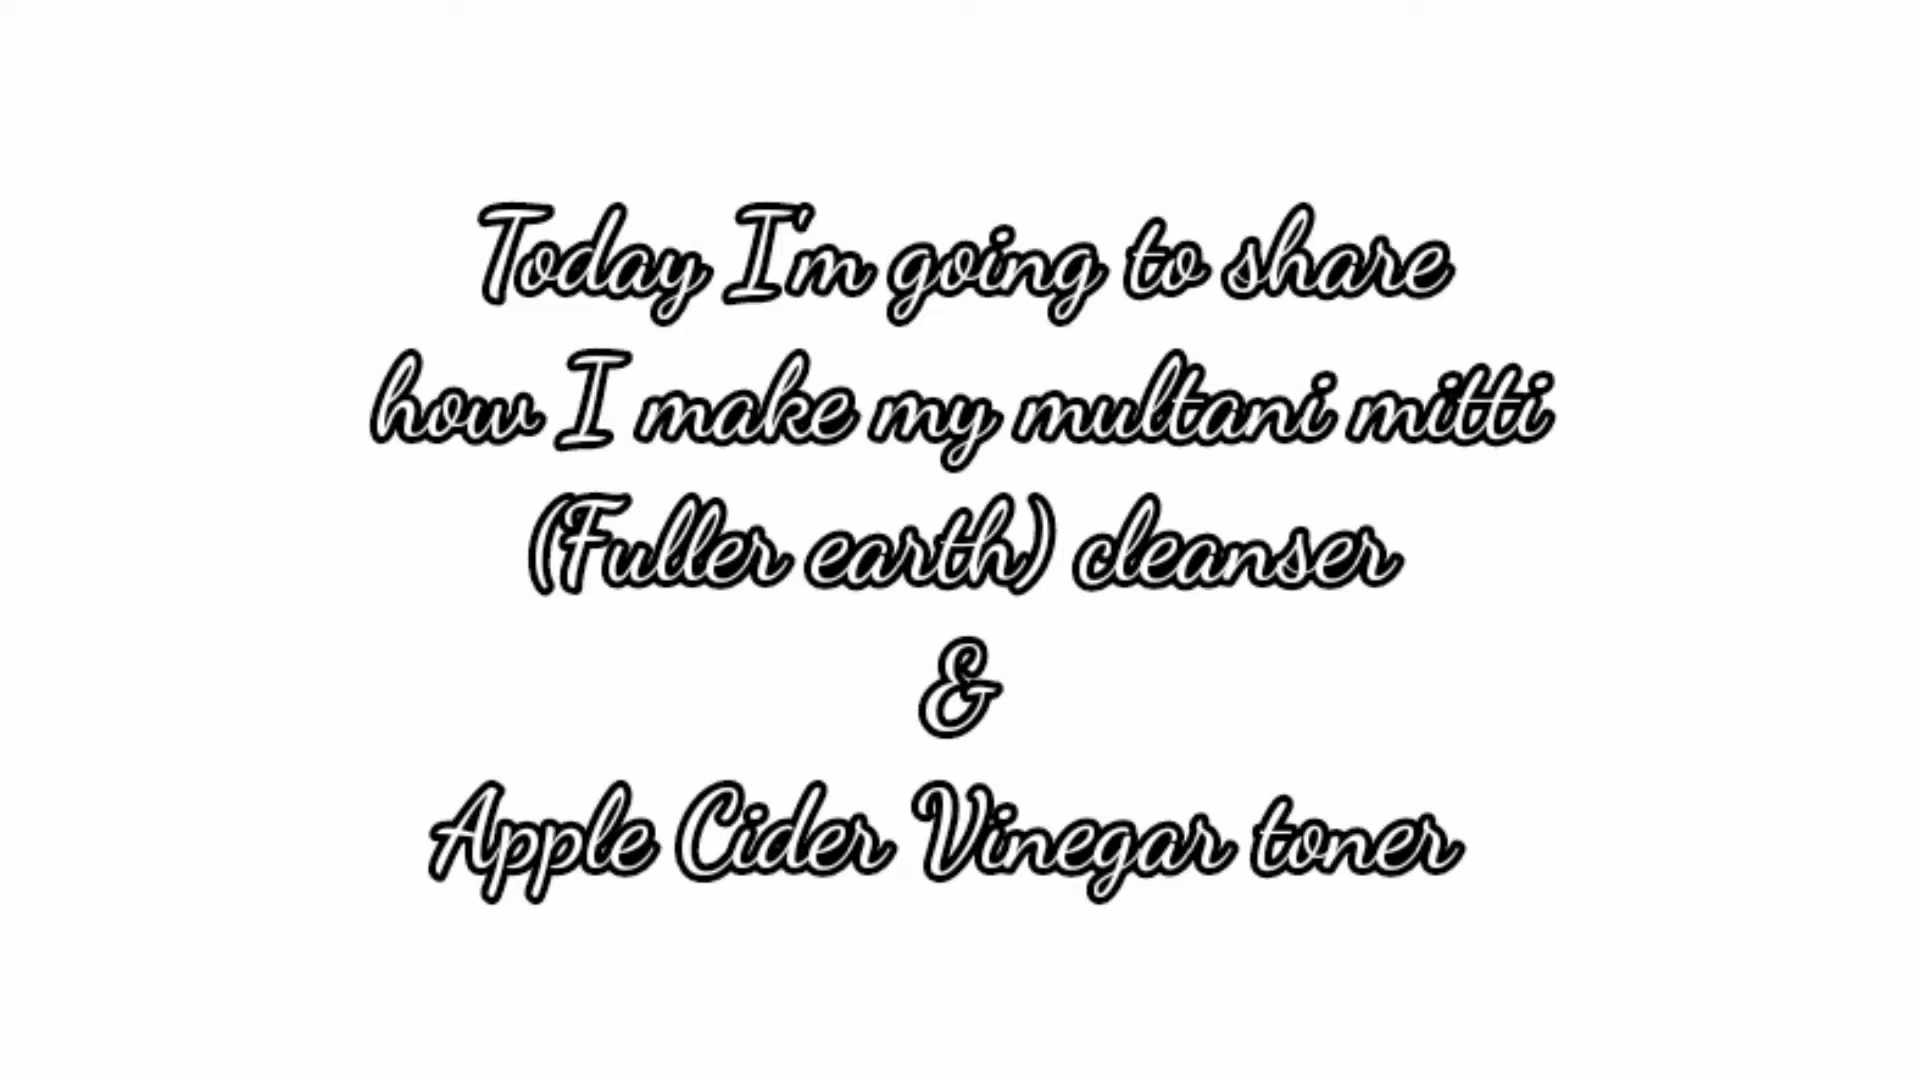 Today I'm going to share
how I make my multani mitti
(Fuller earth) cleanser
&
Apple Cider Vinegar toner